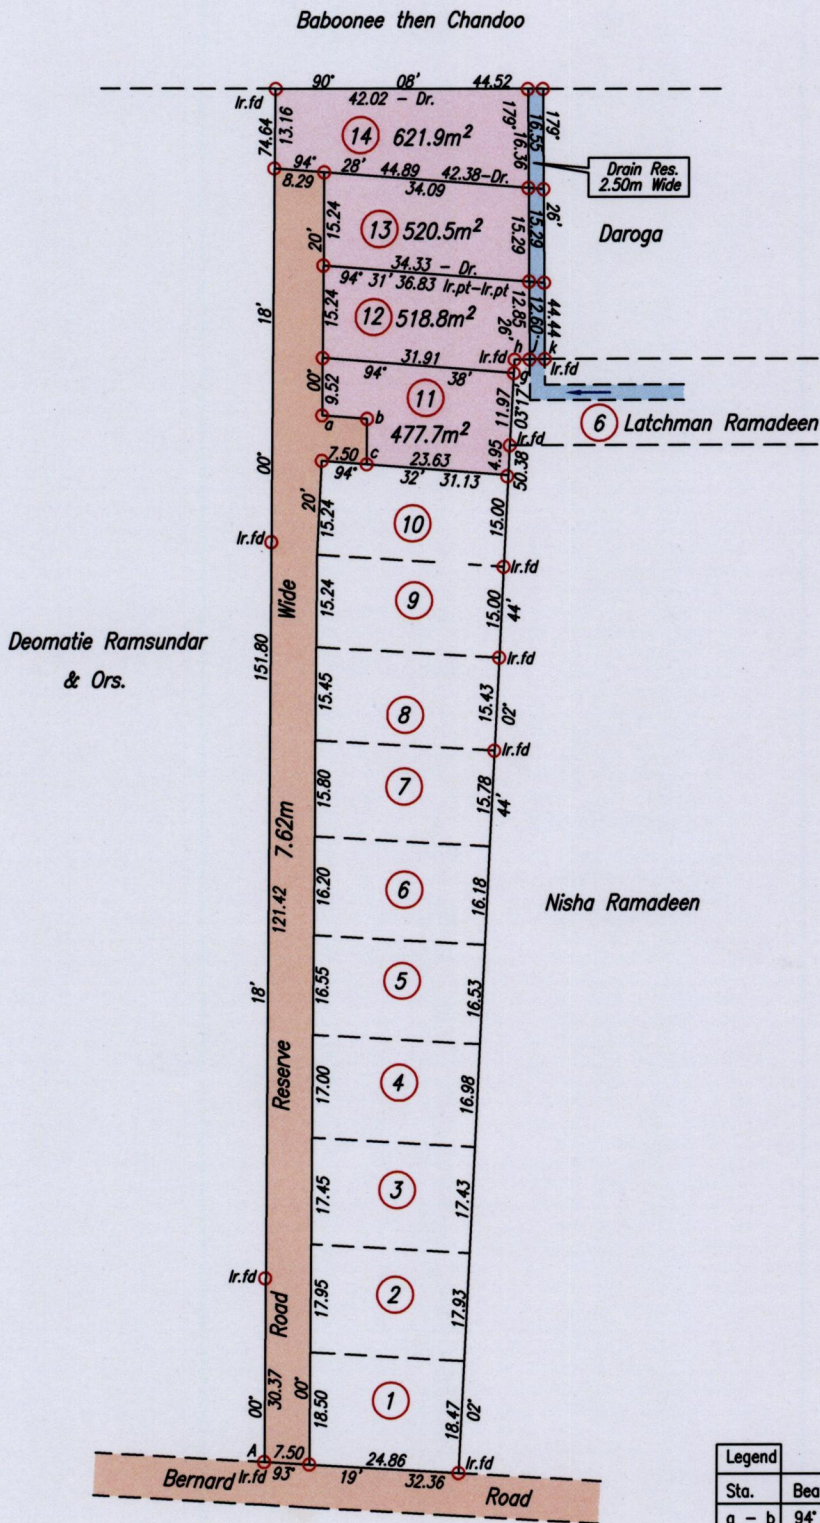 Baboonee then Chandoo
90° 08' 44.52
Ir.fd
42.02 - Dr.
74.64
13.16
14 621.9m²
179°
16.36
16.55
179°
Drain Res.
2.50m Wide
94° 28' 44.89 42.38-Dr.
8.29
34.09
15.24
13 520.5m²
15.29
15.29
26'
Daroga
20'
34.33 - Dr.
94° 31' 36.83 Ir.pt-Ir.pt
18'
15.24
12 518.8m²
12.85
26'
12.60
44.44
h
k
Ir.fd
Ir.fd
31.91
94° 38'
g
00°
9.52
11
477.7m²
11.97
03.17'
6 Latchman Ramadeen
a
b
Ir.fd
4.95
50.38
00°
7.50
c
23.63
94° 32' 31.13
20'
15.24
10
15.00
Ir.fd
Ir.fd
Wide
15.24
9
15.00
44'
Deomatie Ramsundar
& Ors.
151.80
Ir.fd
15.45
8
15.43
02°
Ir.fd
7.62m
15.80
7
15.78
44'
121.42
16.20
6
16.18
Nisha Ramadeen
18'
16.55
5
16.53
Reserve
17.00
4
16.98
17.45
3
17.43
Ir.fd
Road
17.95
2
17.93
00°
30.37
00°
18.50
1
18.47
02°
A
7.50
24.86
Ir.fd
Bernard
Ir.fd
93° 19' 32.36
Road
Legend
Sta. Bea
a - b 94°